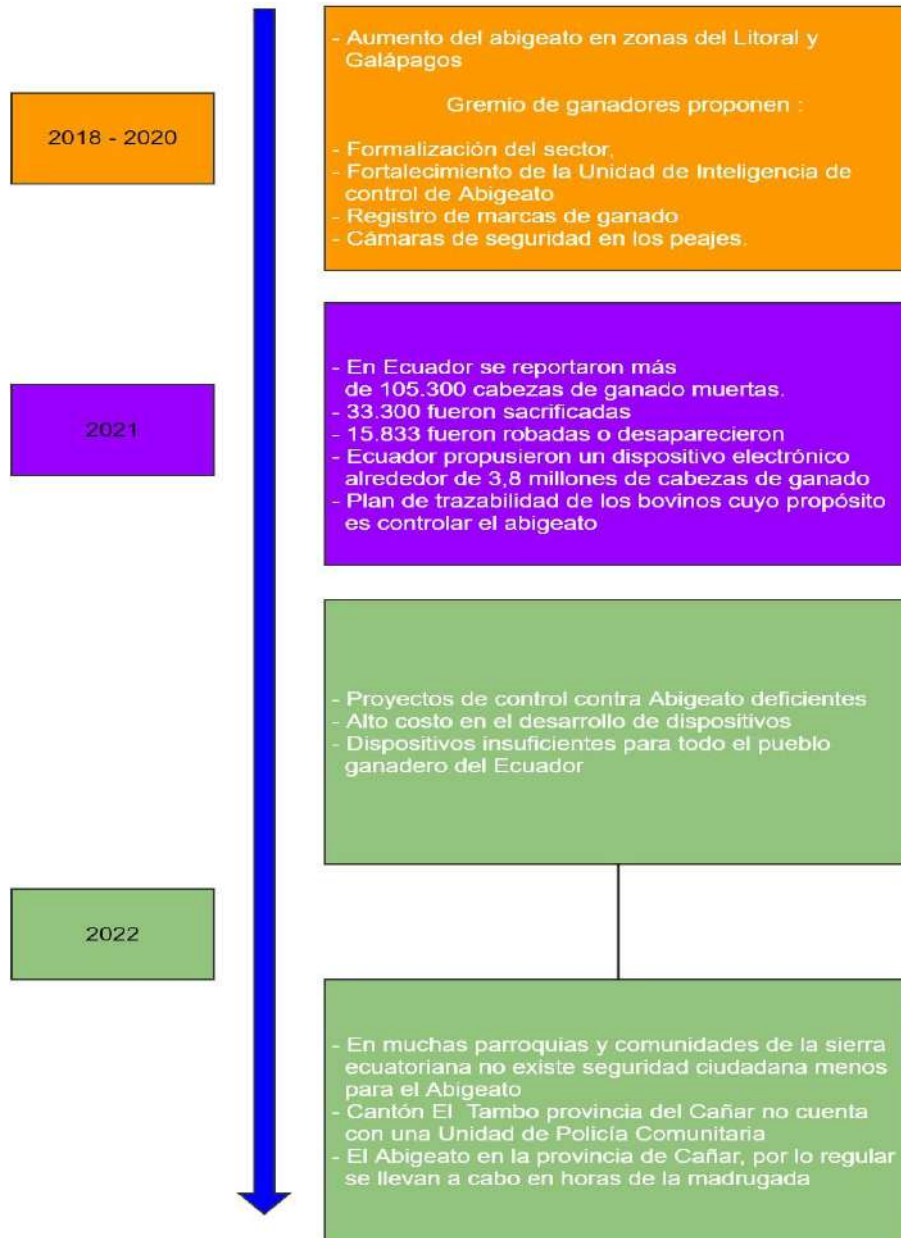 - Aumento del abigeato en zonas del Litoral y
Galápagos
Gremio de ganadores proponen :
2018 - 2020
- Formalización del sector,
- Fortalecimiento de la Unidad de Inteligencia de
control de Abigeato
- Registro de marcas de ganado
- Cámaras de seguridad en los peajes.
2021
- En Ecuador se reportaron más
de 105.300 cabezas de ganado muertas.
- 33.300 fueron sacrificadas
- 15.833 fueron robadas o desaparecieron
- Ecuador propusieron un dispositivo electrónico
alrededor de 3,8 millones de cabezas de ganado
- Plan de trazabilidad de los bovinos cuyo propósito
es controlar el abigeato
- Proyectos de control contra Abigeato deficientes
- Alto costo en el desarrollo de dispositivos
- Dispositivos insuficientes para todo el pueblo
ganadero del Ecuador
2022
- En muchas parroquias y comunidades de la sierra
ecuatoriana no existe seguridad ciudadana menos
para el Abigeato
- Cantón El Tambo provincia del Cañar no cuenta
con una Unidad de Policía Comunitaria
- El Abigeato en la provincia de Cañar, por lo regular
se llevan a cabo en horas de la madrugada